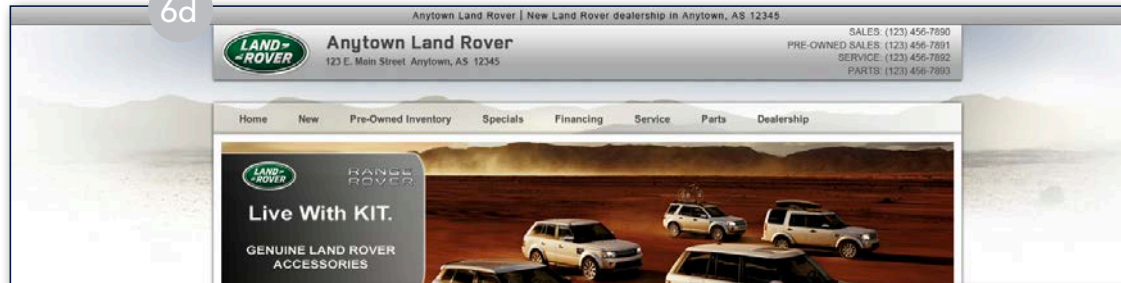 6d
Anytown Land Rover | New Land Rover dealership in Anytown, AS 12345
LAND-
-ROVER
Anytown Land Rover
123 E. Main Street Anytown, AS 12345
SALES: (123) 456-7890
PRE-OWNED SALES: (123) 456-7891
SERVICE: (123) 456-7892
PARTS: (123) 456-7893
Home New Pre-Owned Inventory Specials Financing Service Parts Dealership
LAND-
-ROVER
RANGE
ROVER
Live With KIT.
GENUINE LAND ROVER
ACCESSORIES